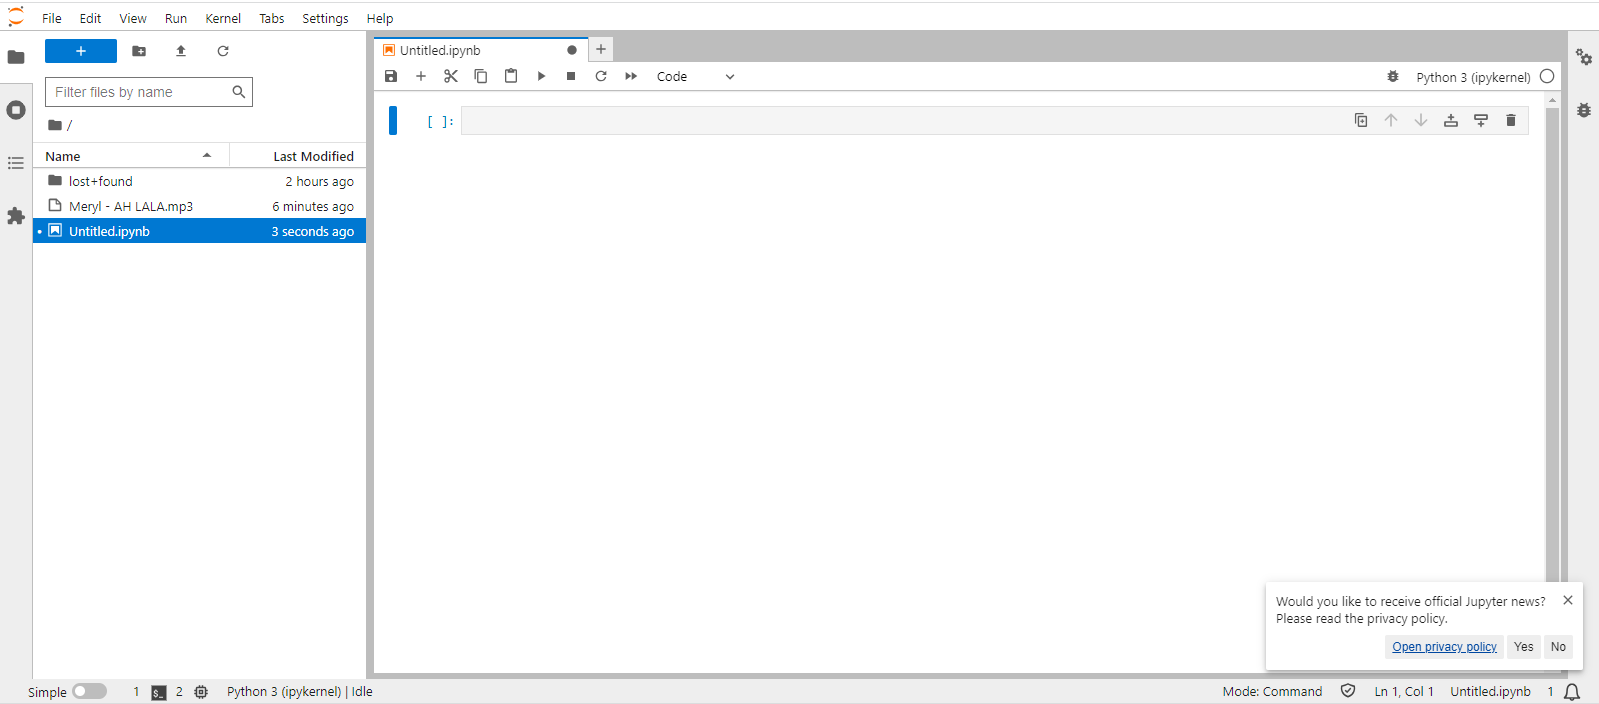 File Edit View Run Kernel Tabs Settings Help
+
Filter files by name
/
Name Last Modified
lost+found 2 hours ago
Meryl - AH LALA.mp3 6 minutes ago
Untitled.ipynb 3 seconds ago
Untitled.ipynb
Code
Python 3 (ipykernel)
[ ]:
Would you like to receive official Jupyter news?
Please read the privacy policy.
Open privacy policy Yes No
Simple 1 $_ 2 Python 3 (ipykernel) | Idle
Mode: Command Ln 1, Col 1 Untitled.ipynb 1